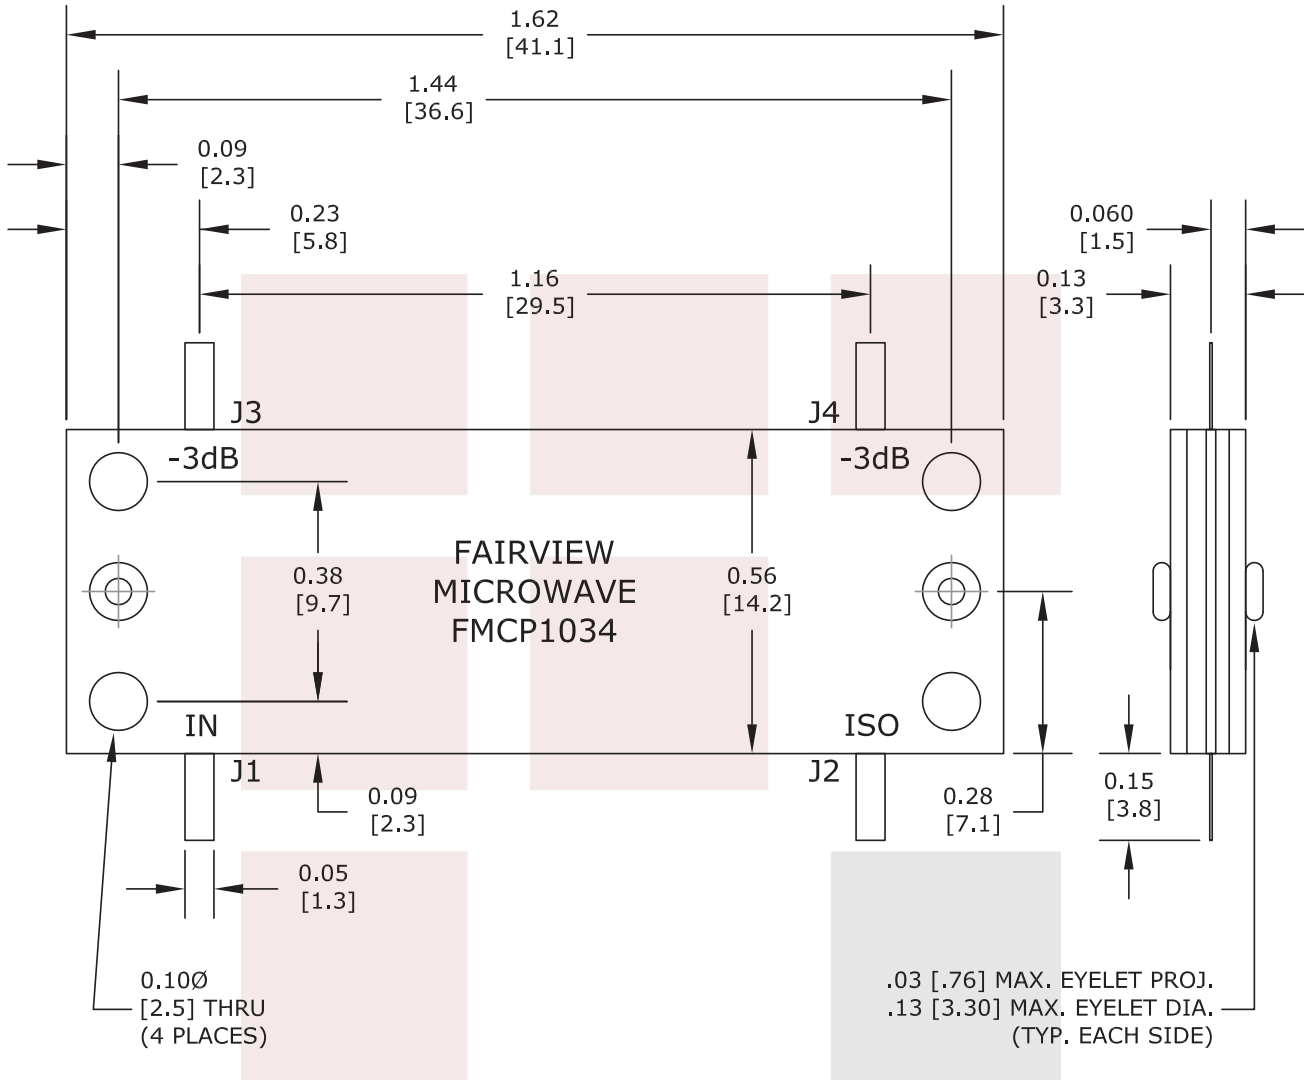 1.62
[41.1]
1.44
[36.6]
0.09
[2.3]
0.23
[5.8]
0.060
[1.5]
1.16
[29.5]
0.13
[3.3]
J3
J4
-3dB
-3dB
FAIRVIEW
MICROWAVE
FMCP1034
0.38
[9.7]
0.56
[14.2]
IN
ISO
J1
J2
0.09
[2.3]
0.28
[7.1]
0.15
[3.8]
0.05
[1.3]
0.10Ø
[2.5] THRU
(4 PLACES)
.03 [.76] MAX. EYELET PROJ.
.13 [3.30] MAX. EYELET DIA.
(TYP. EACH SIDE)